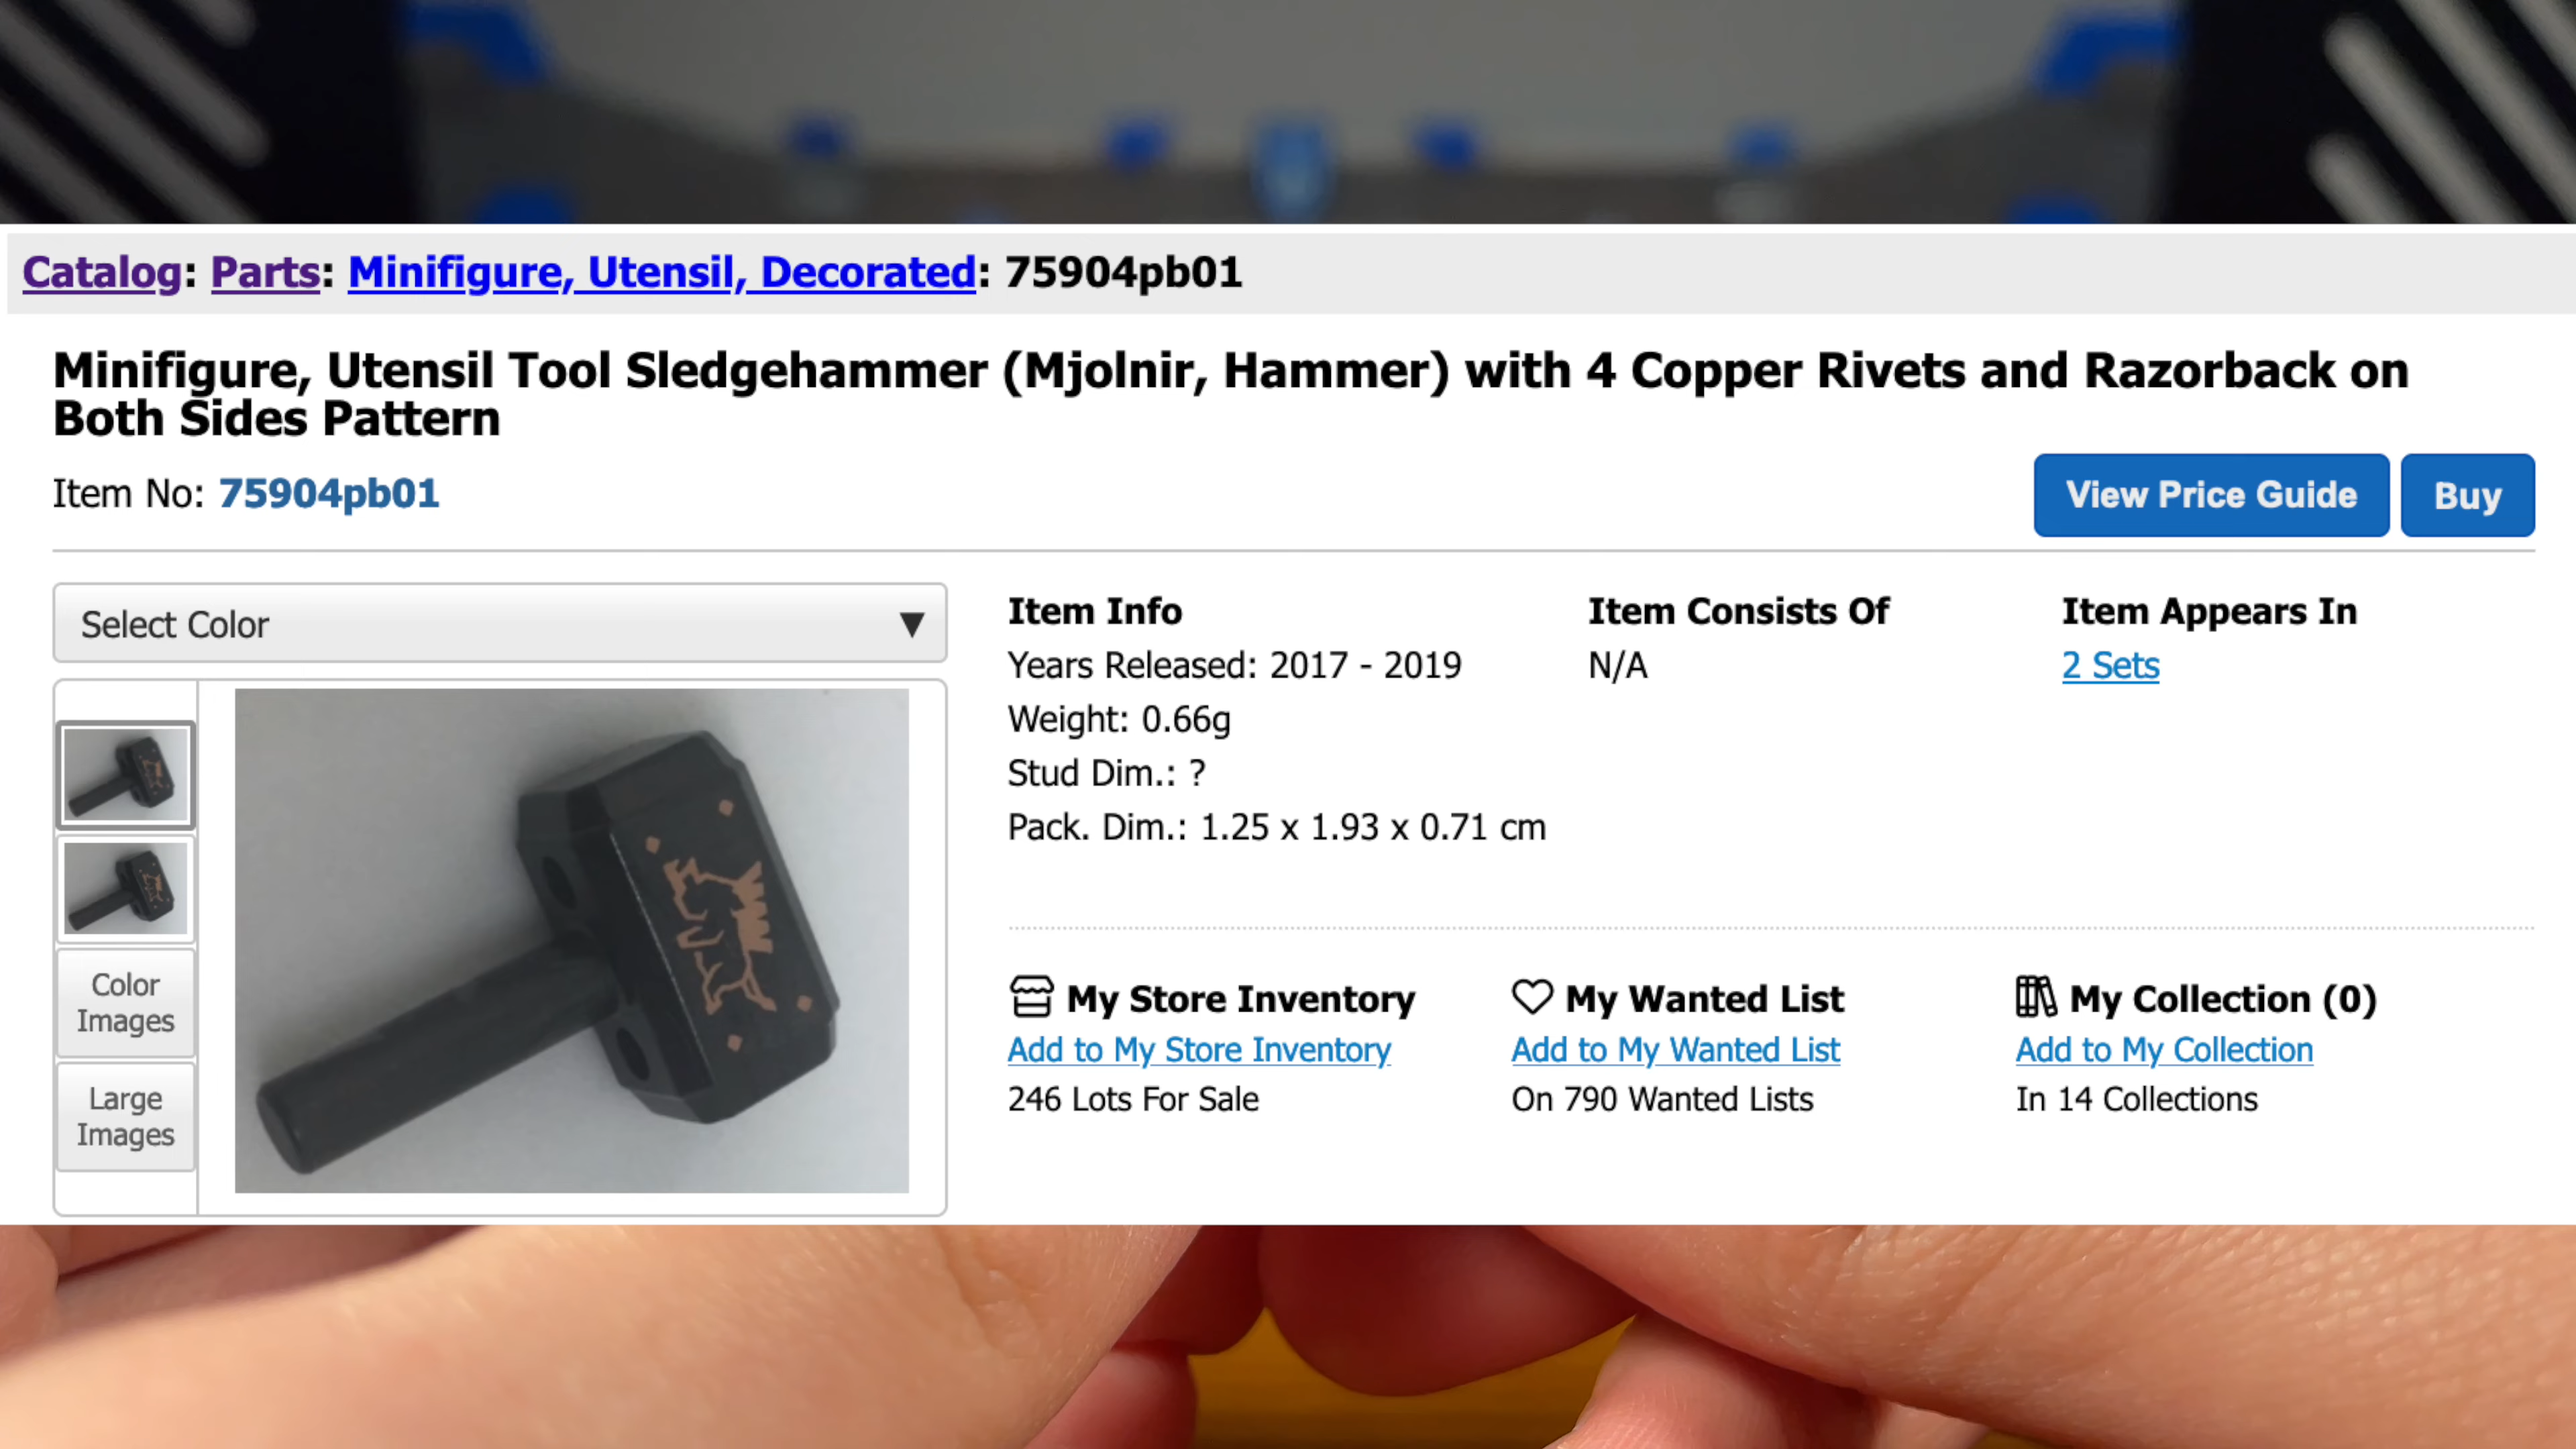 Catalog: Parts: Minifigure, Utensil, Decorated: 75904pb01
Minifigure, Utensil Tool Sledgehammer (Mjolnir, Hammer) with 4 Copper Rivets and Razorback on
Both Sides Pattern
Item No: 75904pb01
View Price Guide
Buy
Select Color
▼
Color
Images
Large
Images
Item Info
Years Released: 2017 - 2019
Weight: 0.66g
Stud Dim.: ?
Pack. Dim.: 1.25 x 1.93 x 0.71 cm
Item Consists Of
N/A
Item Appears In
2 Sets
My Store Inventory
Add to My Store Inventory
246 Lots For Sale
My Wanted List
Add to My Wanted List
On 790 Wanted Lists
My Collection (0)
Add to My Collection
In 14 Collections